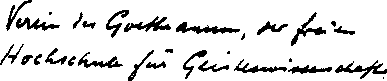 Verein des Goetheanum, der freien
Hochschule für Geisteswissenschaft